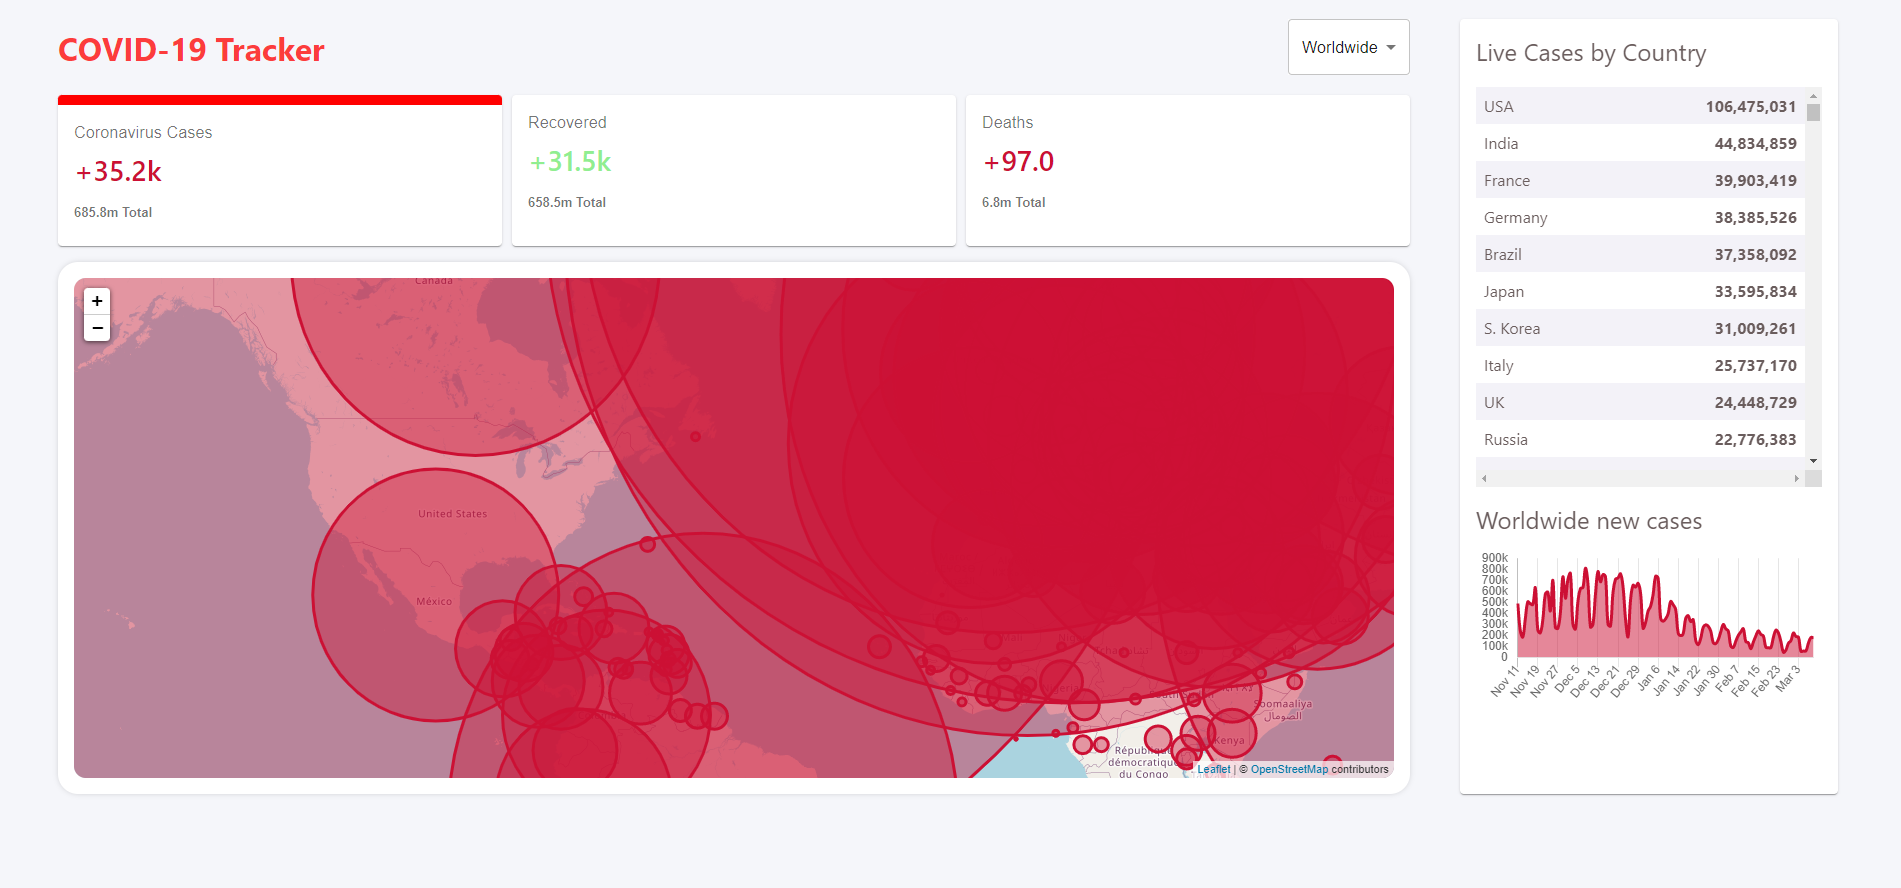 COVID-19 Tracker
Worldwide
Coronavirus Cases
+35.2k
685.8m Total
Recovered
+31.5k
658.5m Total
Deaths
+97.0
6.8m Total
+
−
Canada
United States
México
Soomaaliya
الصومال
Kenya
République
démocratique
du Congo
Leaflet | © OpenStreetMap contributors
Live Cases by Country
USA 106,475,031
India 44,834,859
France 39,903,419
Germany 38,385,526
Brazil 37,358,092
Japan 33,595,834
S. Korea 31,009,261
Italy 25,737,170
UK 24,448,729
Russia 22,776,383
Worldwide new cases
900k
800k
700k
600k
500k
400k
300k
200k
100k
0
Nov 11
Nov 19
Nov 27
Dec 5
Dec 13
Dec 21
Dec 29
Jan 6
Jan 14
Jan 22
Jan 30
Feb 7
Feb 15
Feb 23
Mar 3